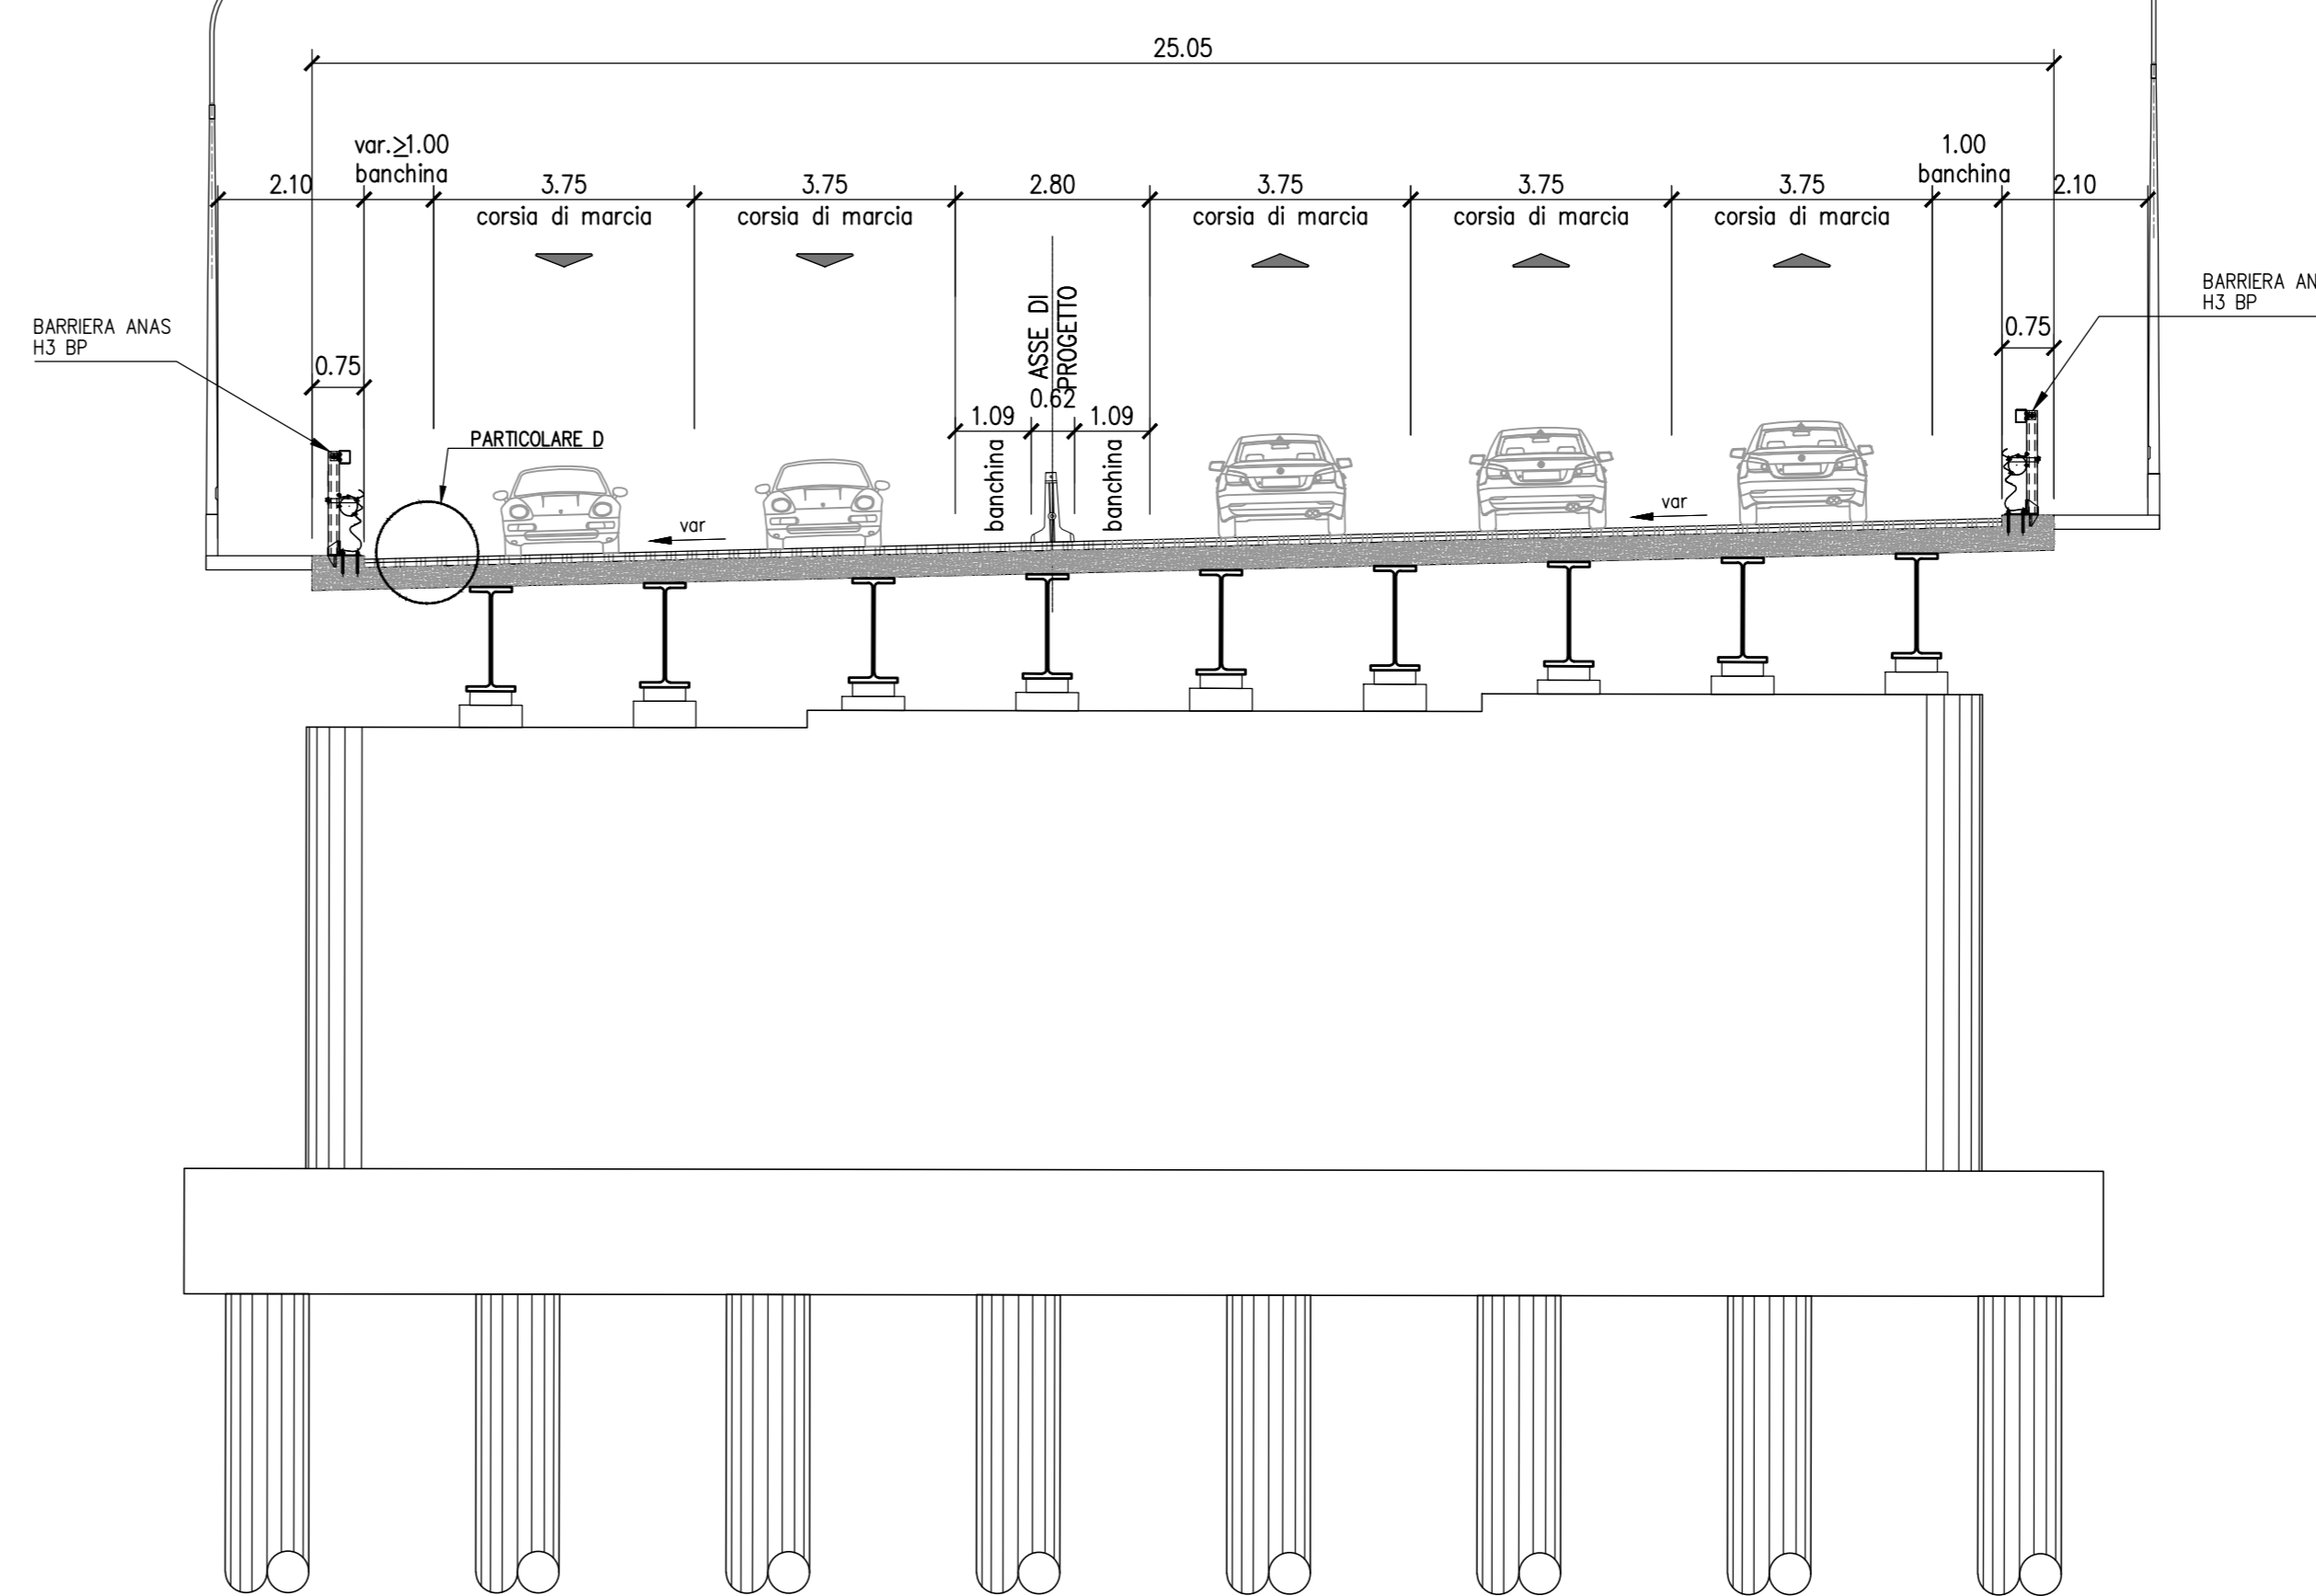 25.05
var.≥1.00
banchina
1.00
banchina
2.10
3.75
3.75
2.80
3.75
3.75
3.75
2.10
corsia di marcia
corsia di marcia
corsia di marcia
corsia di marcia
corsia di marcia
ASSE DI
PROGETTO
BARRIERA AN
H3 BP
BARRIERA ANAS
H3 BP
0.75
0.75
0.62
1.09
1.09
banchina
banchina
PARTICOLARE D
var
var